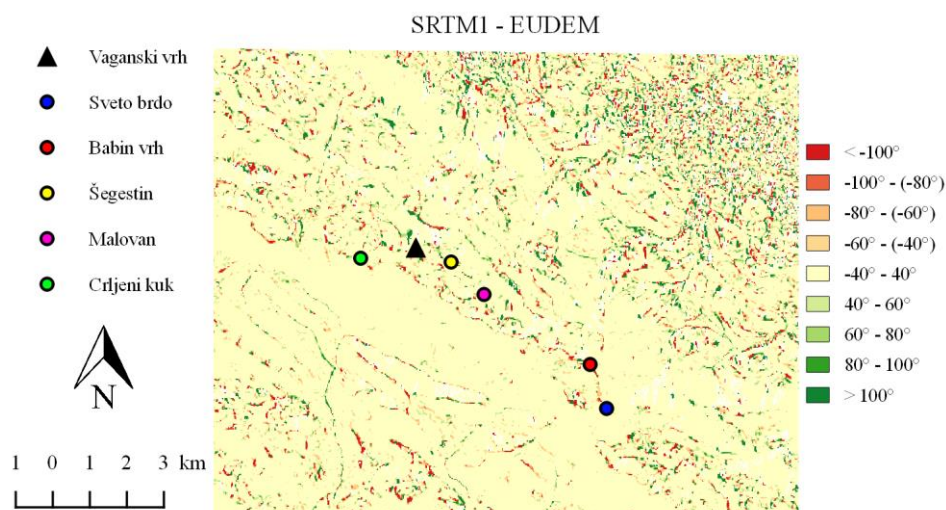 SRTM1 - EUDEM
Vaganski vrh
Sveto brdo
Babin vrh
Šegestin
Malovan
Crljeni kuk
N
1 0 1 2 3 km
< -100°
-100° - (-80°)
-80° - (-60°)
-60° - (-40°)
-40° - 40°
40° - 60°
60° - 80°
80° - 100°
> 100°